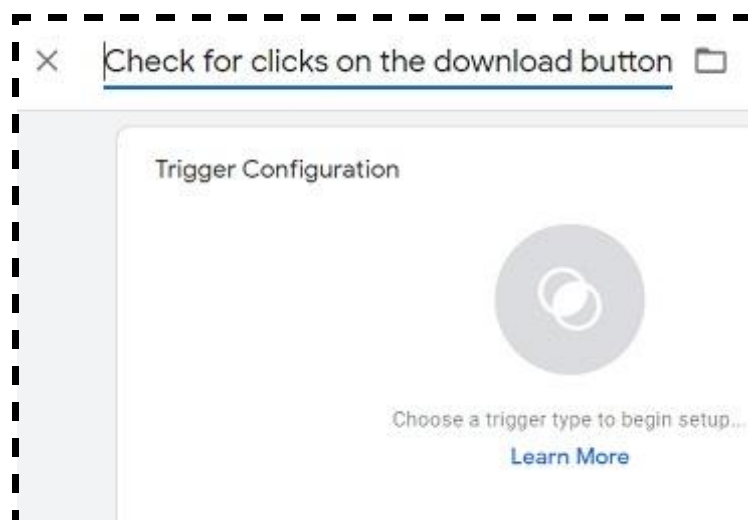 Check for clicks on the download button
Trigger Configuration
Choose a trigger type to begin setup...
Learn More